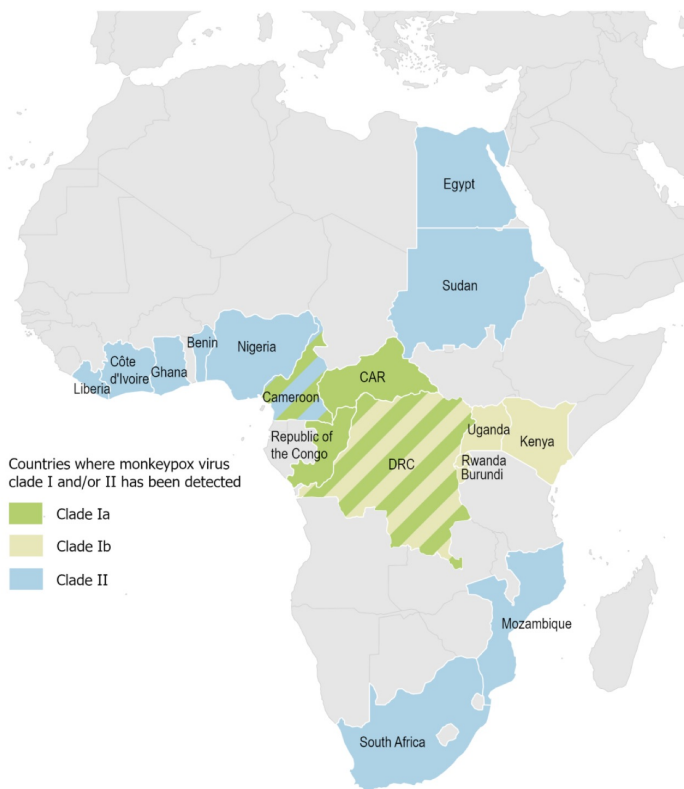 Egypt
Sudan
Benin
Nigeria
Côte
d'Ivoire
Ghana
Liberia
CAR
Cameroon
Uganda
Kenya
Republic of
the Congo
DRC
Rwanda
Burundi
Countries where monkeypox virus
clade I and/or II has been detected
Clade Ia
Clade Ib
Clade II
Mozambique
South Africa